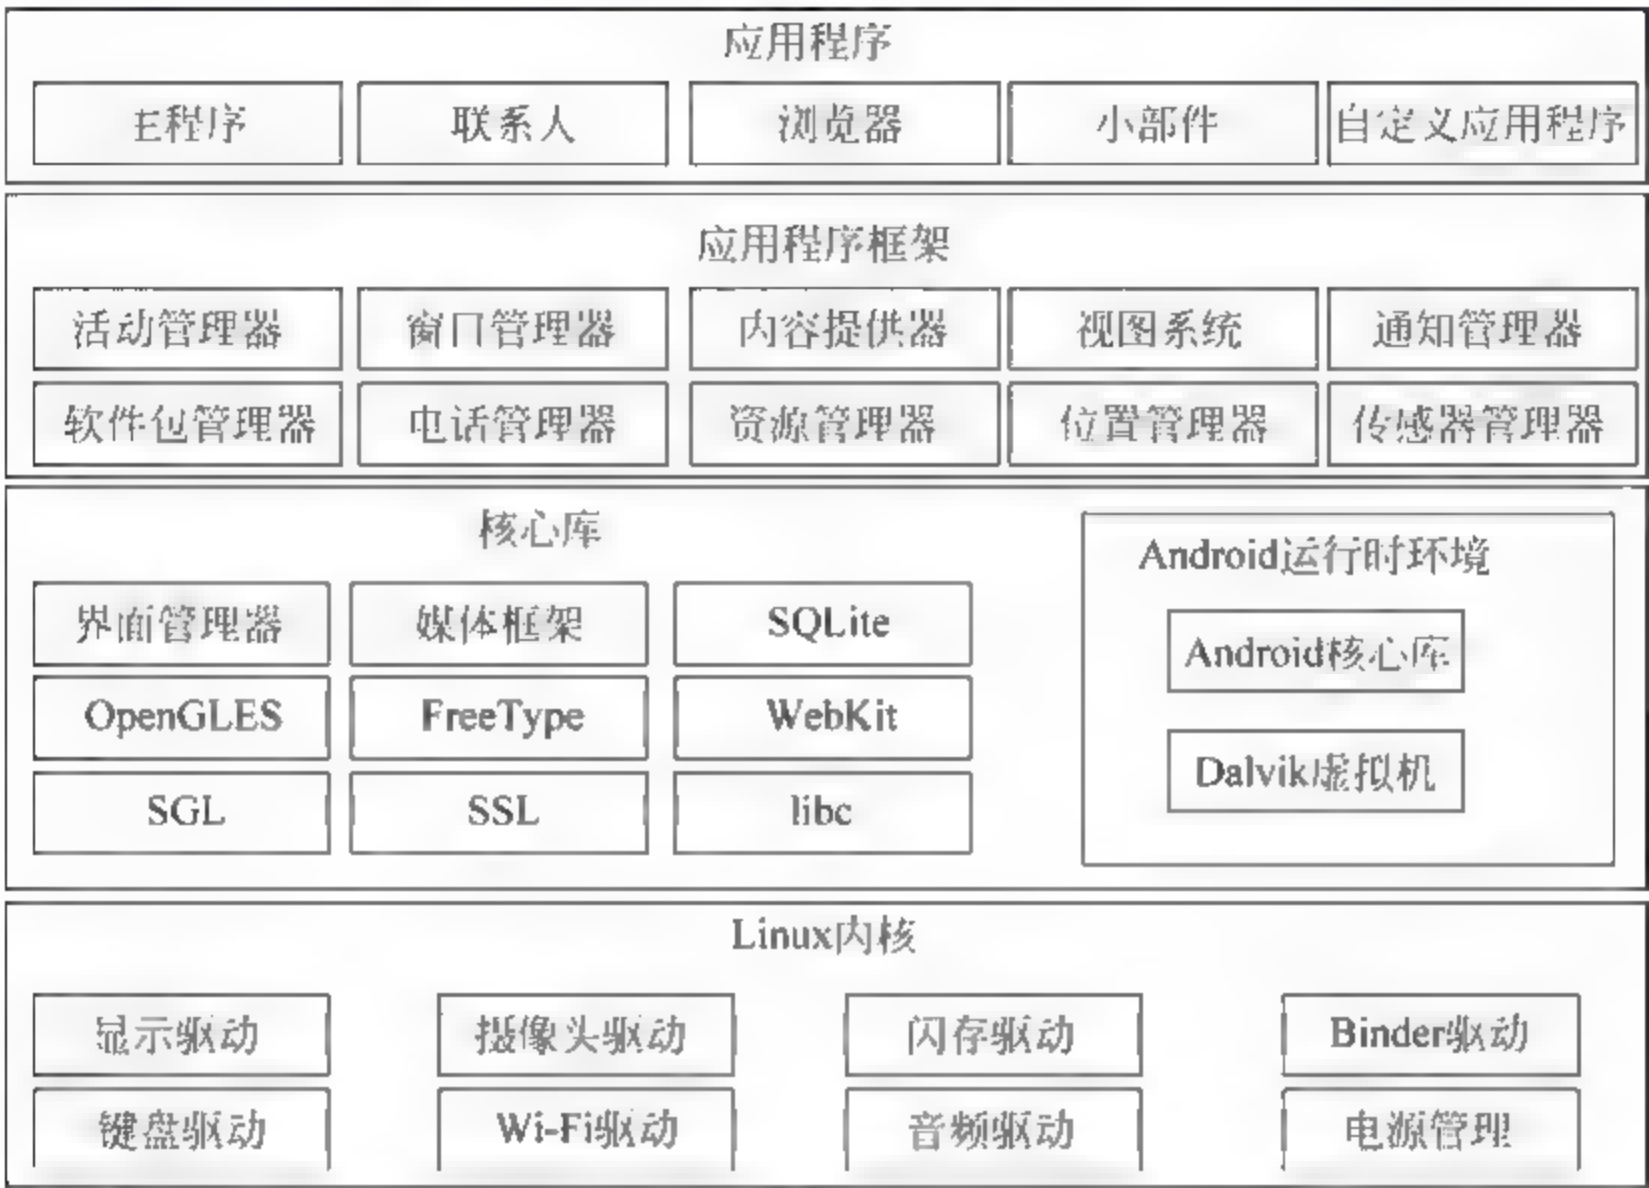 应用程序
主程序 联系人 浏览器 小部件 自定义应用程序
应用程序框架
活动管理器 窗口管理器 内容提供器 视图系统 通知管理器
软件包管理器 电话管理器 资源管理器 位置管理器 传感器管理器
核心库
界面管理器 媒体框架 SQLite
OpenGLES FreeType WebKit
SGL SSL libc
Android运行时环境
Android核心库
Dalvik虚拟机
Linux内核
显示驱动 摄像头驱动 闪存驱动 Binder驱动
键盘驱动 Wi-Fi驱动 音频驱动 电源管理